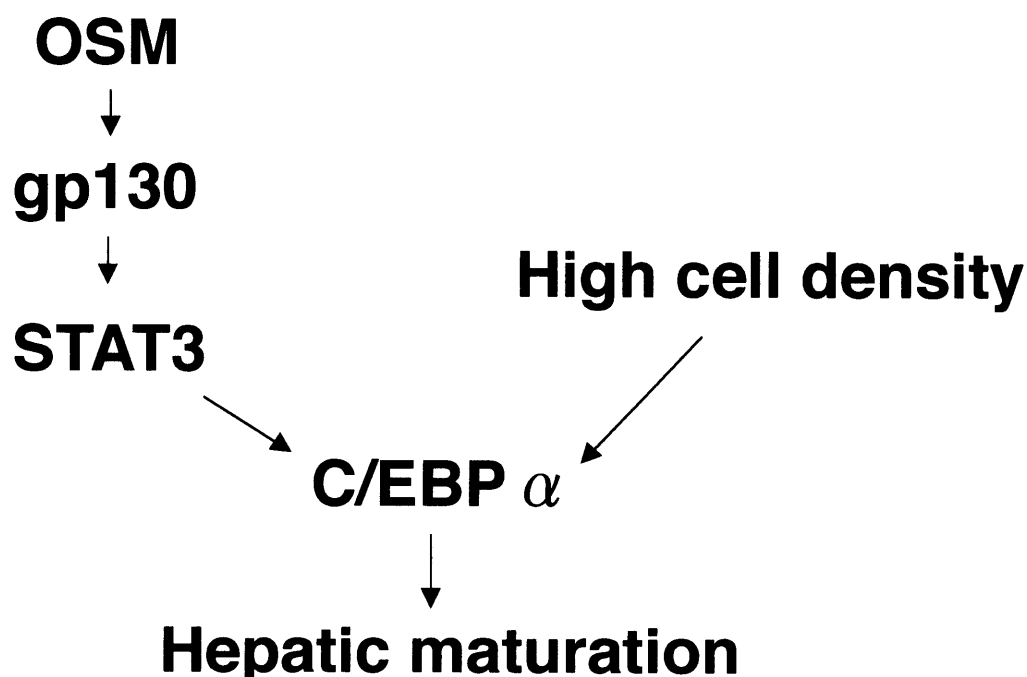 OSM
gp130
High cell density
STAT3
C/EBP α
Hepatic maturation